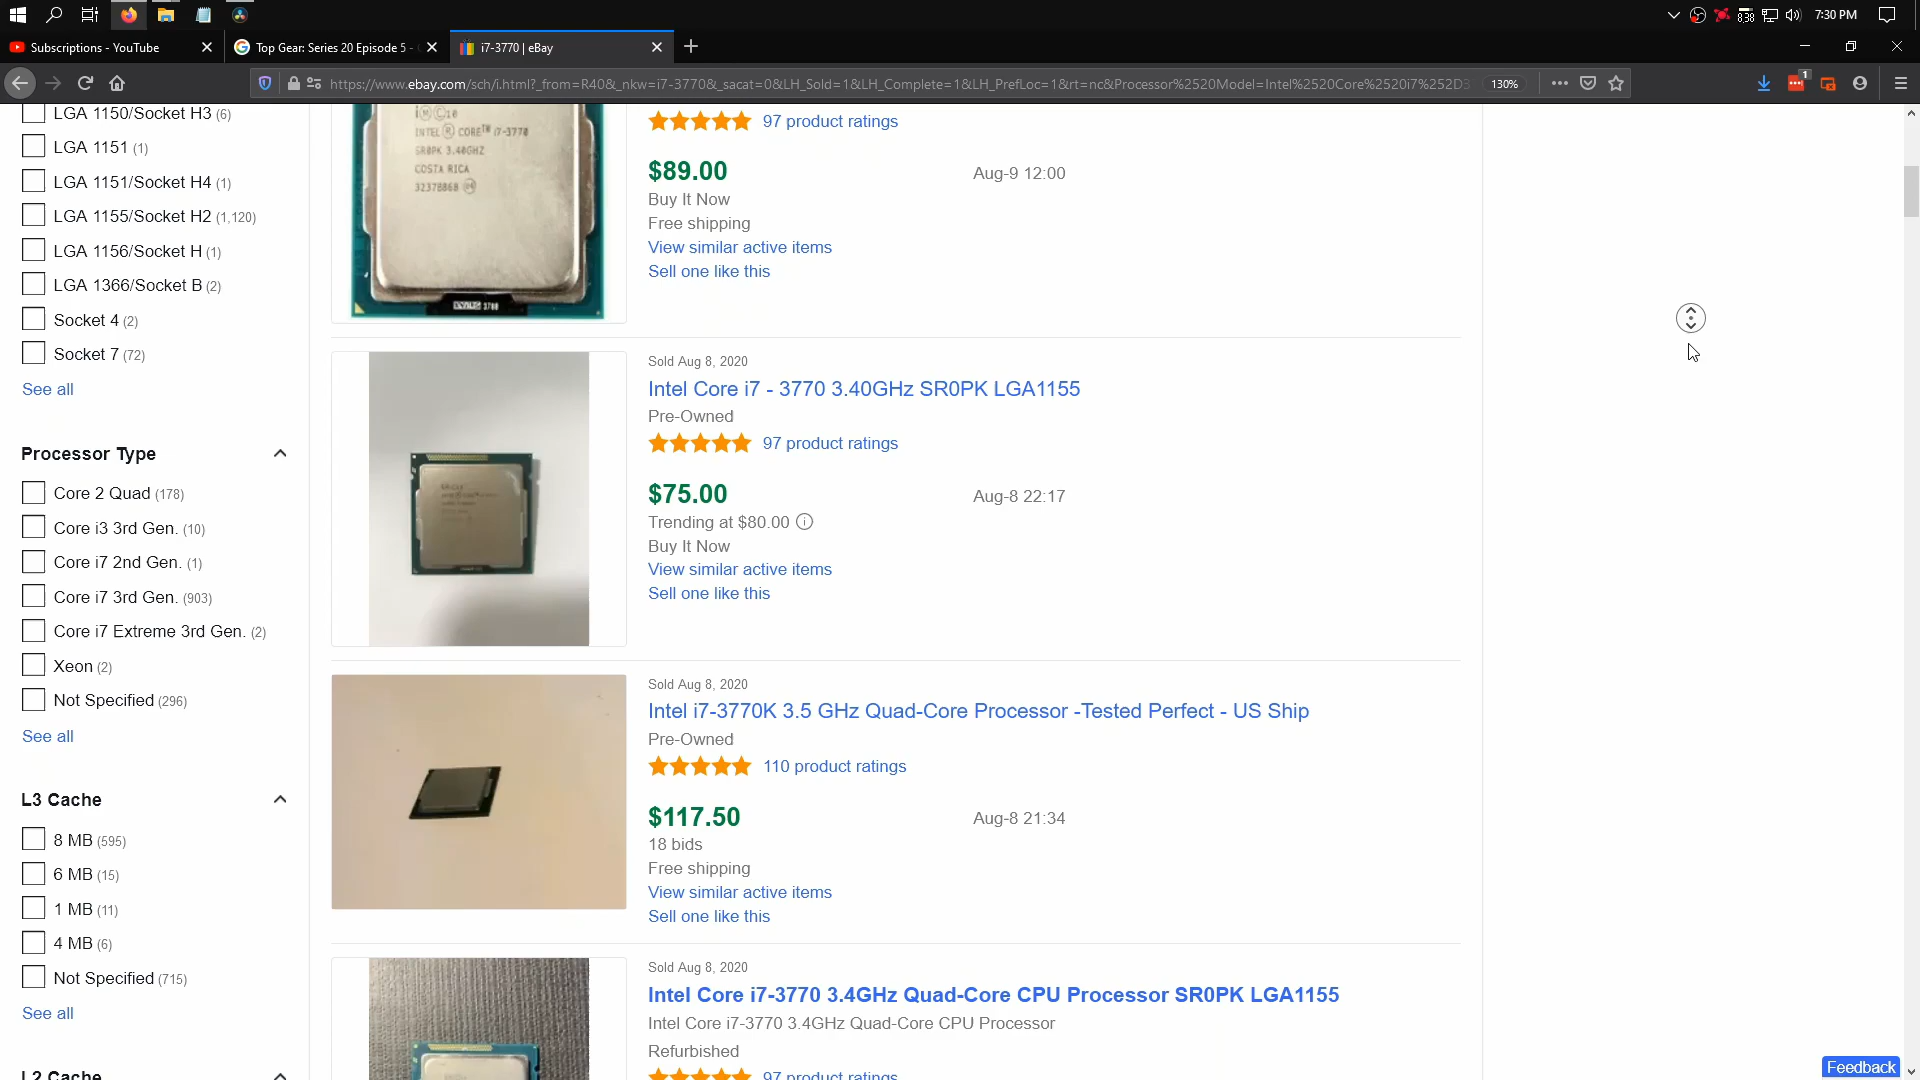 838
7:30 PM
Subscriptions - YouTube
Top Gear: Series 20 Episode 5 -
i7-3770 | eBay
https://www.ebay.com/sch/i.html?_from=R40&_nkw=i7-3770&_sacat=0&LH_Sold=1&LH_Complete=1&LH_PrefLoc=1&rt=nc&Processor%2520Model=Intel%2520Core%2520i7%252D3
130%
1
LGA 1150/Socket H3 (6)
LGA 1151 (1)
LGA 1151/Socket H4 (1)
LGA 1155/Socket H2 (1,120)
LGA 1156/Socket H (1)
LGA 1366/Socket B (2)
Socket 4 (2)
Socket 7 (72)
See all
Processor Type
Core 2 Quad (178)
Core i3 3rd Gen. (10)
Core i7 2nd Gen. (1)
Core i7 3rd Gen. (903)
Core i7 Extreme 3rd Gen. (2)
Xeon (2)
Not Specified (296)
See all
L3 Cache
8 MB (595)
6 MB (15)
1 MB (11)
4 MB (6)
Not Specified (715)
See all
L2 Cache
INTEL® CORE™ i7-3770
SR0PK 3.40GHZ
COSTA RICA
97 product ratings
$89.00
Aug-9 12:00
Buy It Now
Free shipping
View similar active items
Sell one like this
Sold Aug 8, 2020
Intel Core i7 - 3770 3.40GHz SR0PK LGA1155
Pre-Owned
97 product ratings
$75.00
Aug-8 22:17
Trending at $80.00
Buy It Now
View similar active items
Sell one like this
Sold Aug 8, 2020
Intel i7-3770K 3.5 GHz Quad-Core Processor -Tested Perfect - US Ship
Pre-Owned
110 product ratings
$117.50
Aug-8 21:34
18 bids
Free shipping
View similar active items
Sell one like this
Sold Aug 8, 2020
Intel Core i7-3770 3.4GHz Quad-Core CPU Processor SR0PK LGA1155
Intel Core i7-3770 3.4GHz Quad-Core CPU Processor
Refurbished
97 product ratings
Feedback